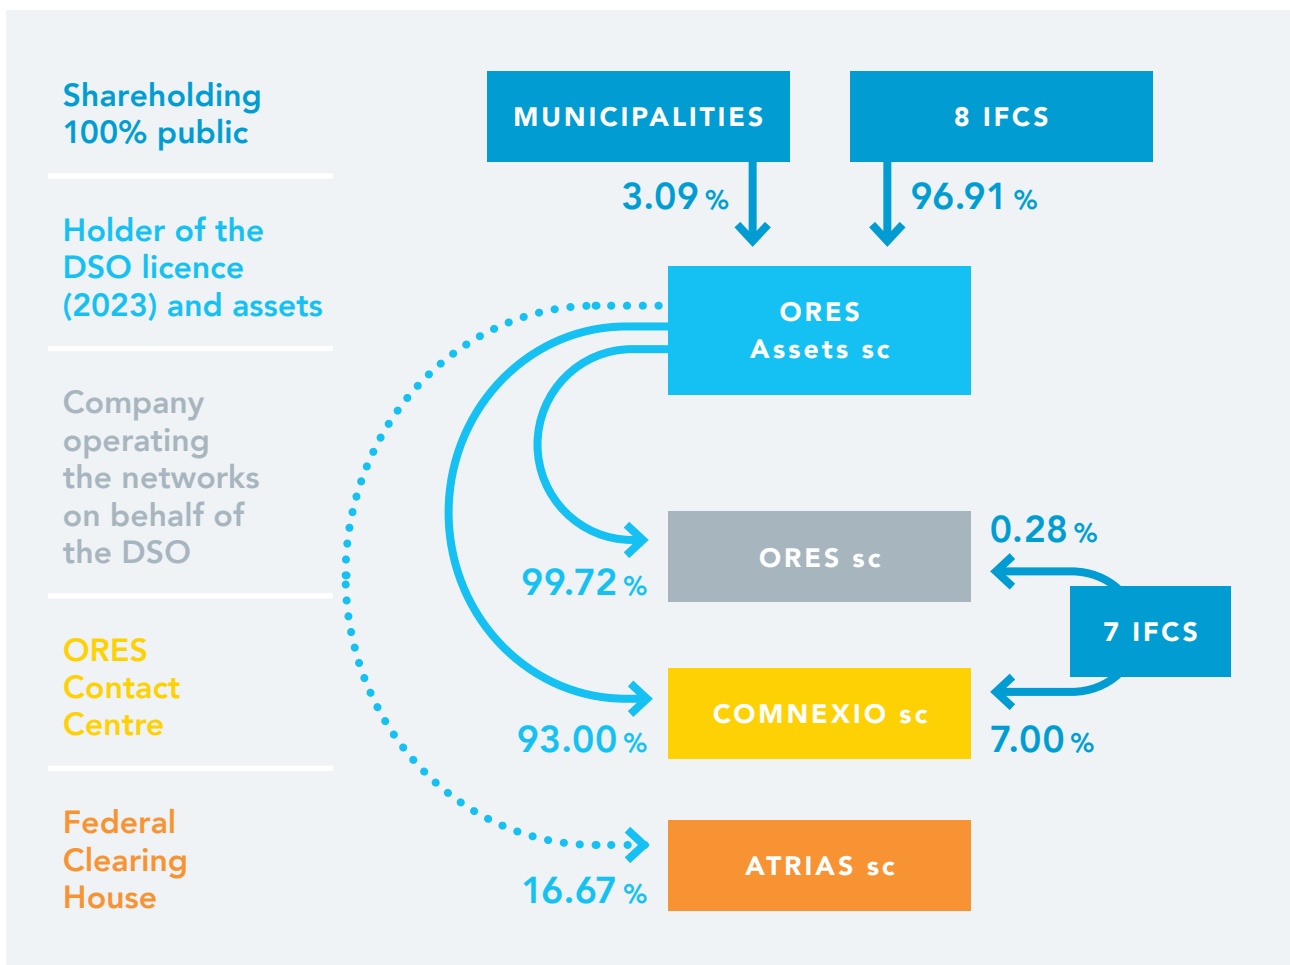 Shareholding
100% public
MUNICIPALITIES
8 IFCS
3.09 %
96.91 %
Holder of the
DSO licence
(2023) and assets
ORES
Assets sc
Company
operating
the networks
on behalf of
the DSO
ORES sc
0.28 %
99.72 %
7 IFCS
ORES
Contact
Centre
COMNEXIO sc
93.00 %
7.00 %
Federal
Clearing
House
ATRIAS sc
16.67 %